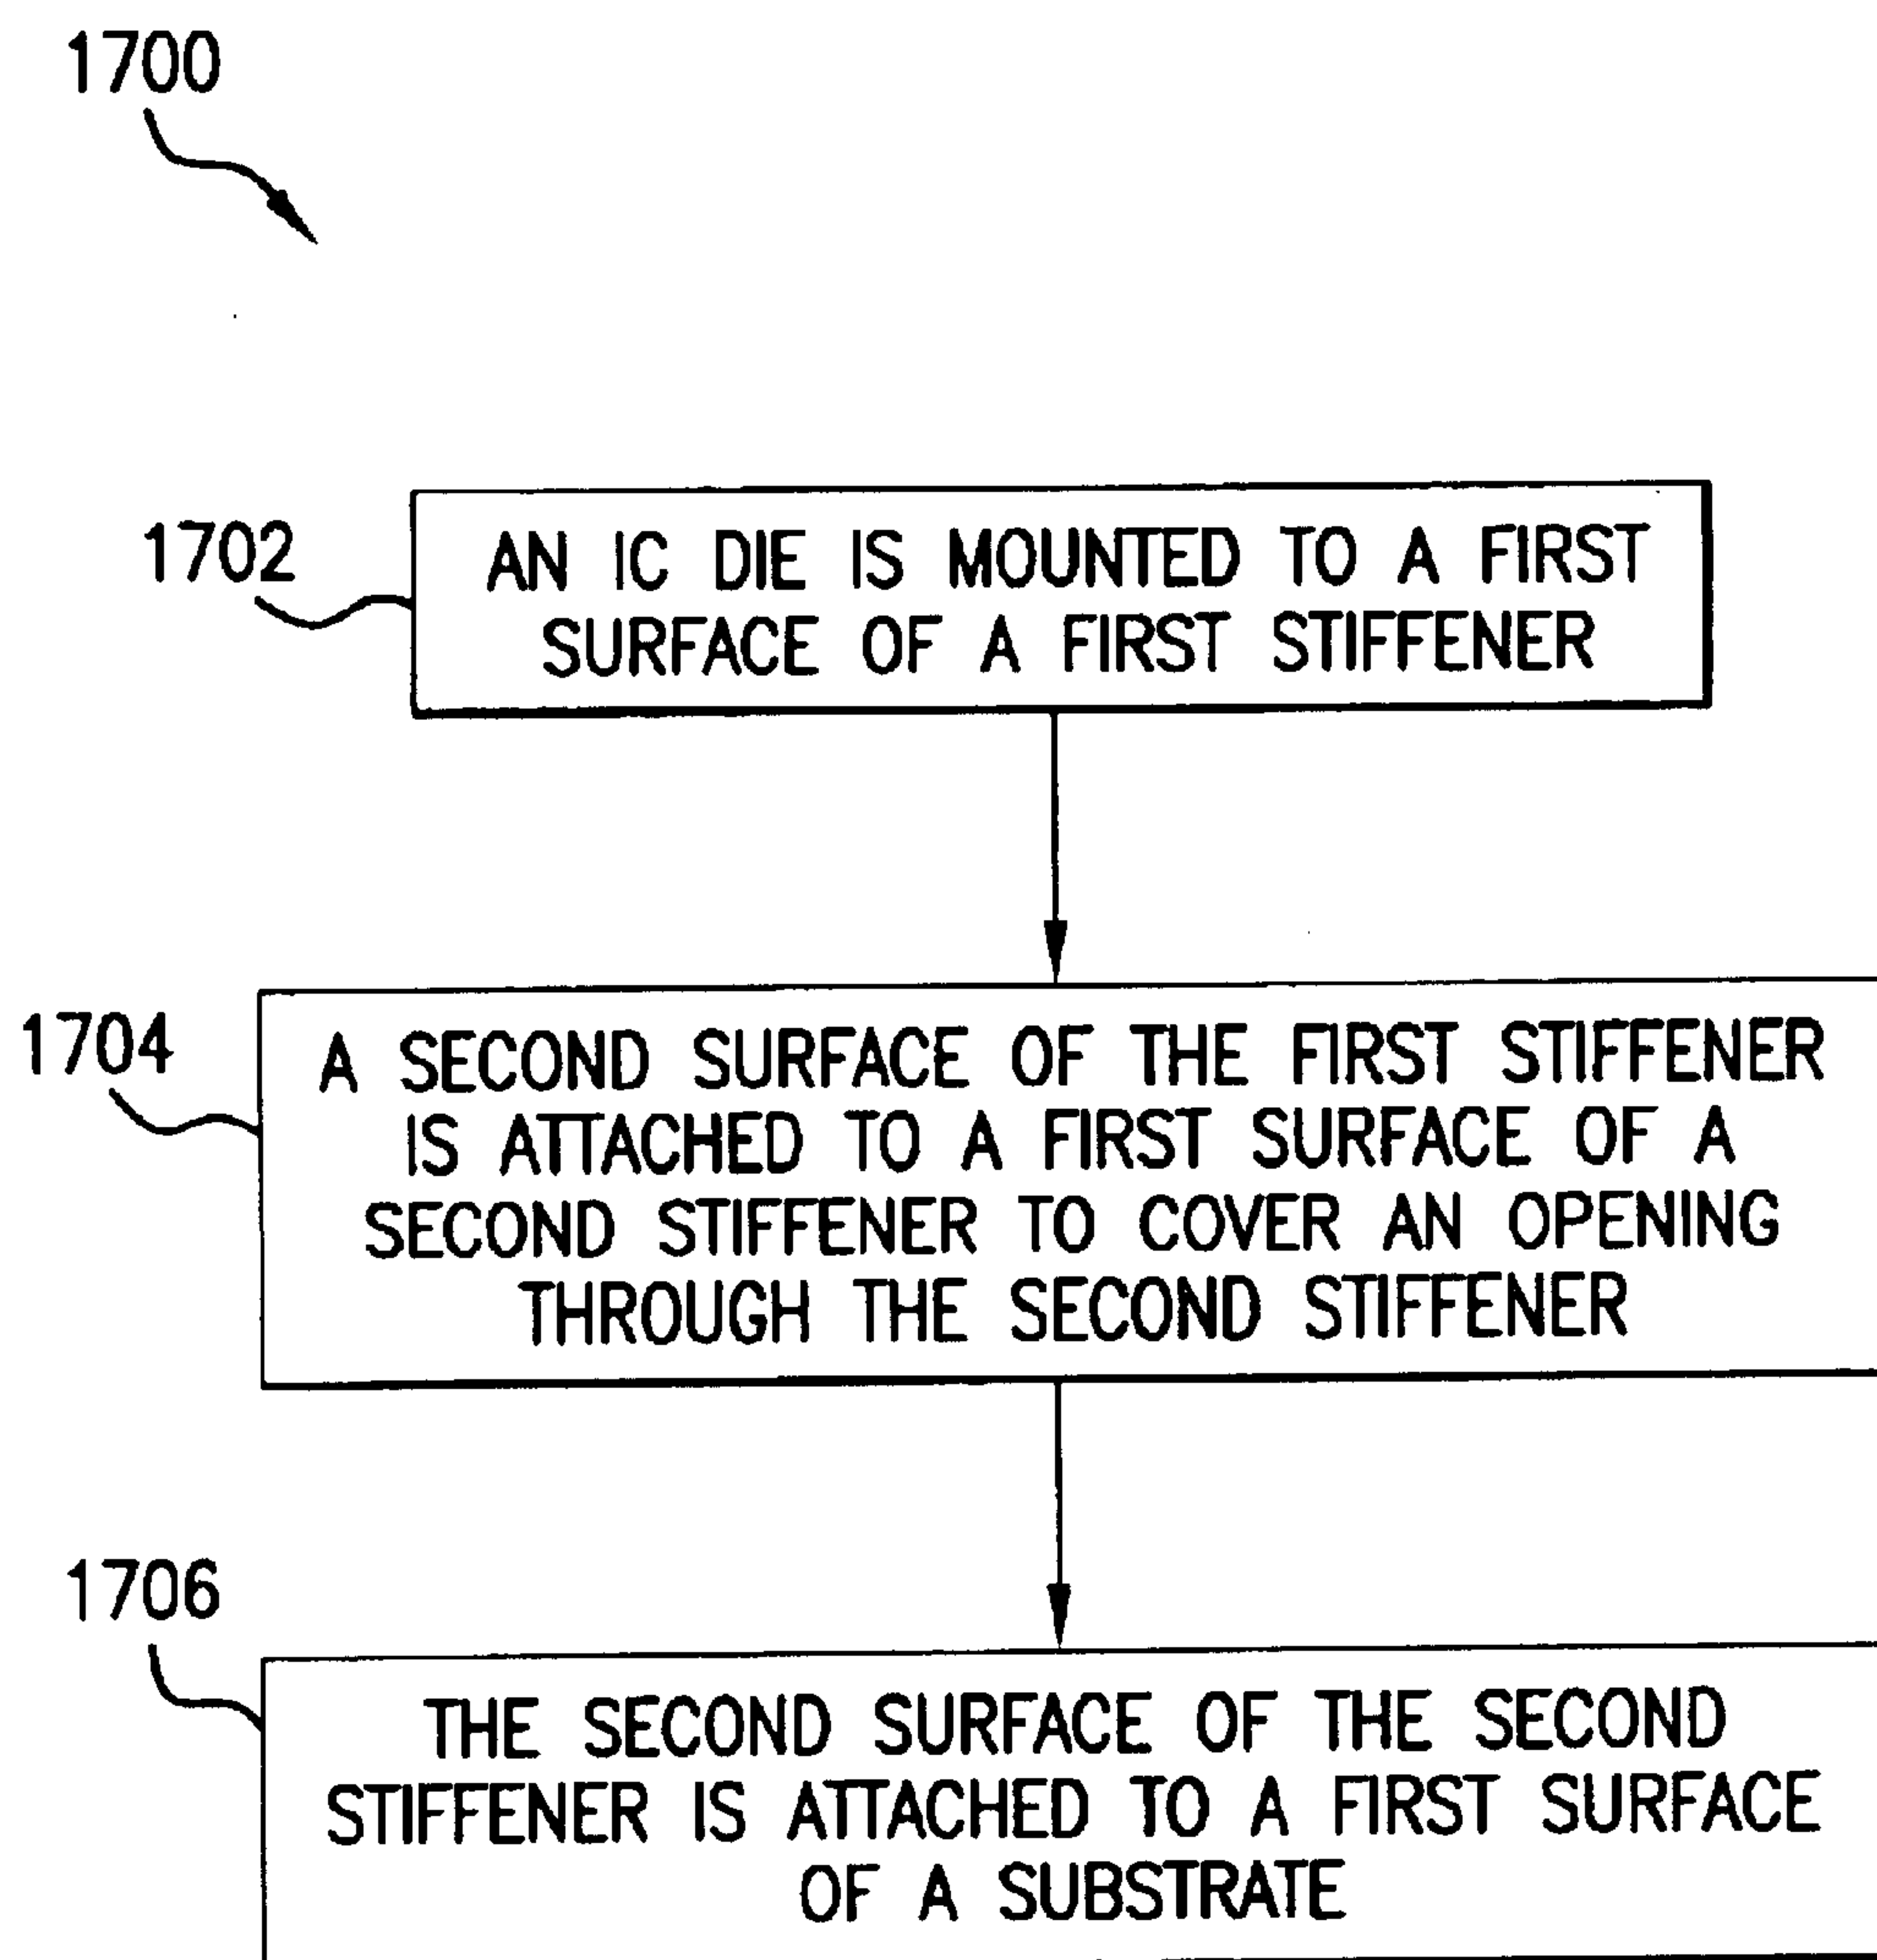 1700
1702
AN IC DIE IS MOUNTED TO A FIRST
SURFACE OF A FIRST STIFFENER
1704
A SECOND SURFACE OF THE FIRST STIFFENER
IS ATTACHED TO A FIRST SURFACE OF A
SECOND STIFFENER TO COVER AN OPENING
THROUGH THE SECOND STIFFENER
1706
THE SECOND SURFACE OF THE SECOND
STIFFENER IS ATTACHED TO A FIRST SURFACE
OF A SUBSTRATE